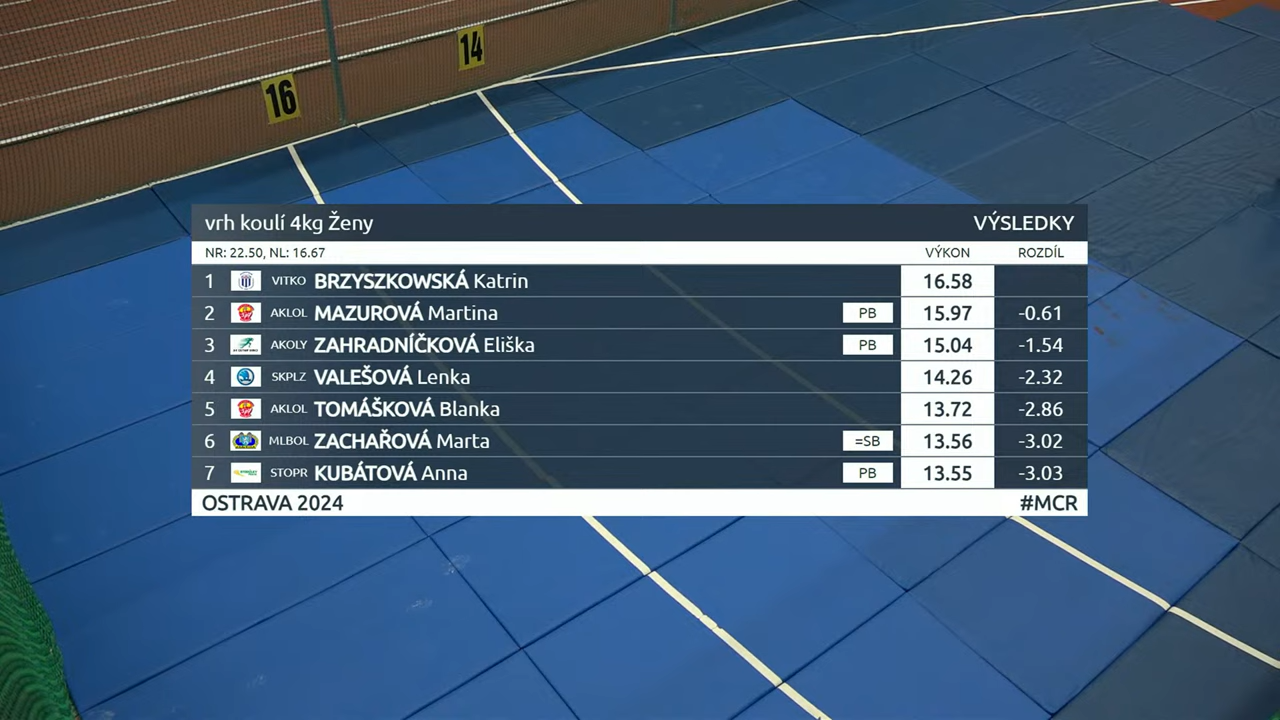 14
16
vrh koulí 4kg Ženy VÝSLEDKY
NR: 22.50, NL: 16.67 VÝKON ROZDÍL
1 VITKO BRZYSZKOWSKÁ Katrin 16.58
2 AKLOL MAZUROVÁ Martina PB 15.97 -0.61
3 AKOLY ZAHRADNÍČKOVÁ Eliška PB 15.04 -1.54
4 SKPLZ VALEŠOVÁ Lenka 14.26 -2.32
5 AKLOL TOMÁŠKOVÁ Blanka 13.72 -2.86
6 MLBOL ZACHAŘOVÁ Marta =SB 13.56 -3.02
7 STOPR KUBÁTOVÁ Anna PB 13.55 -3.03
OSTRAVA 2024 #MCR